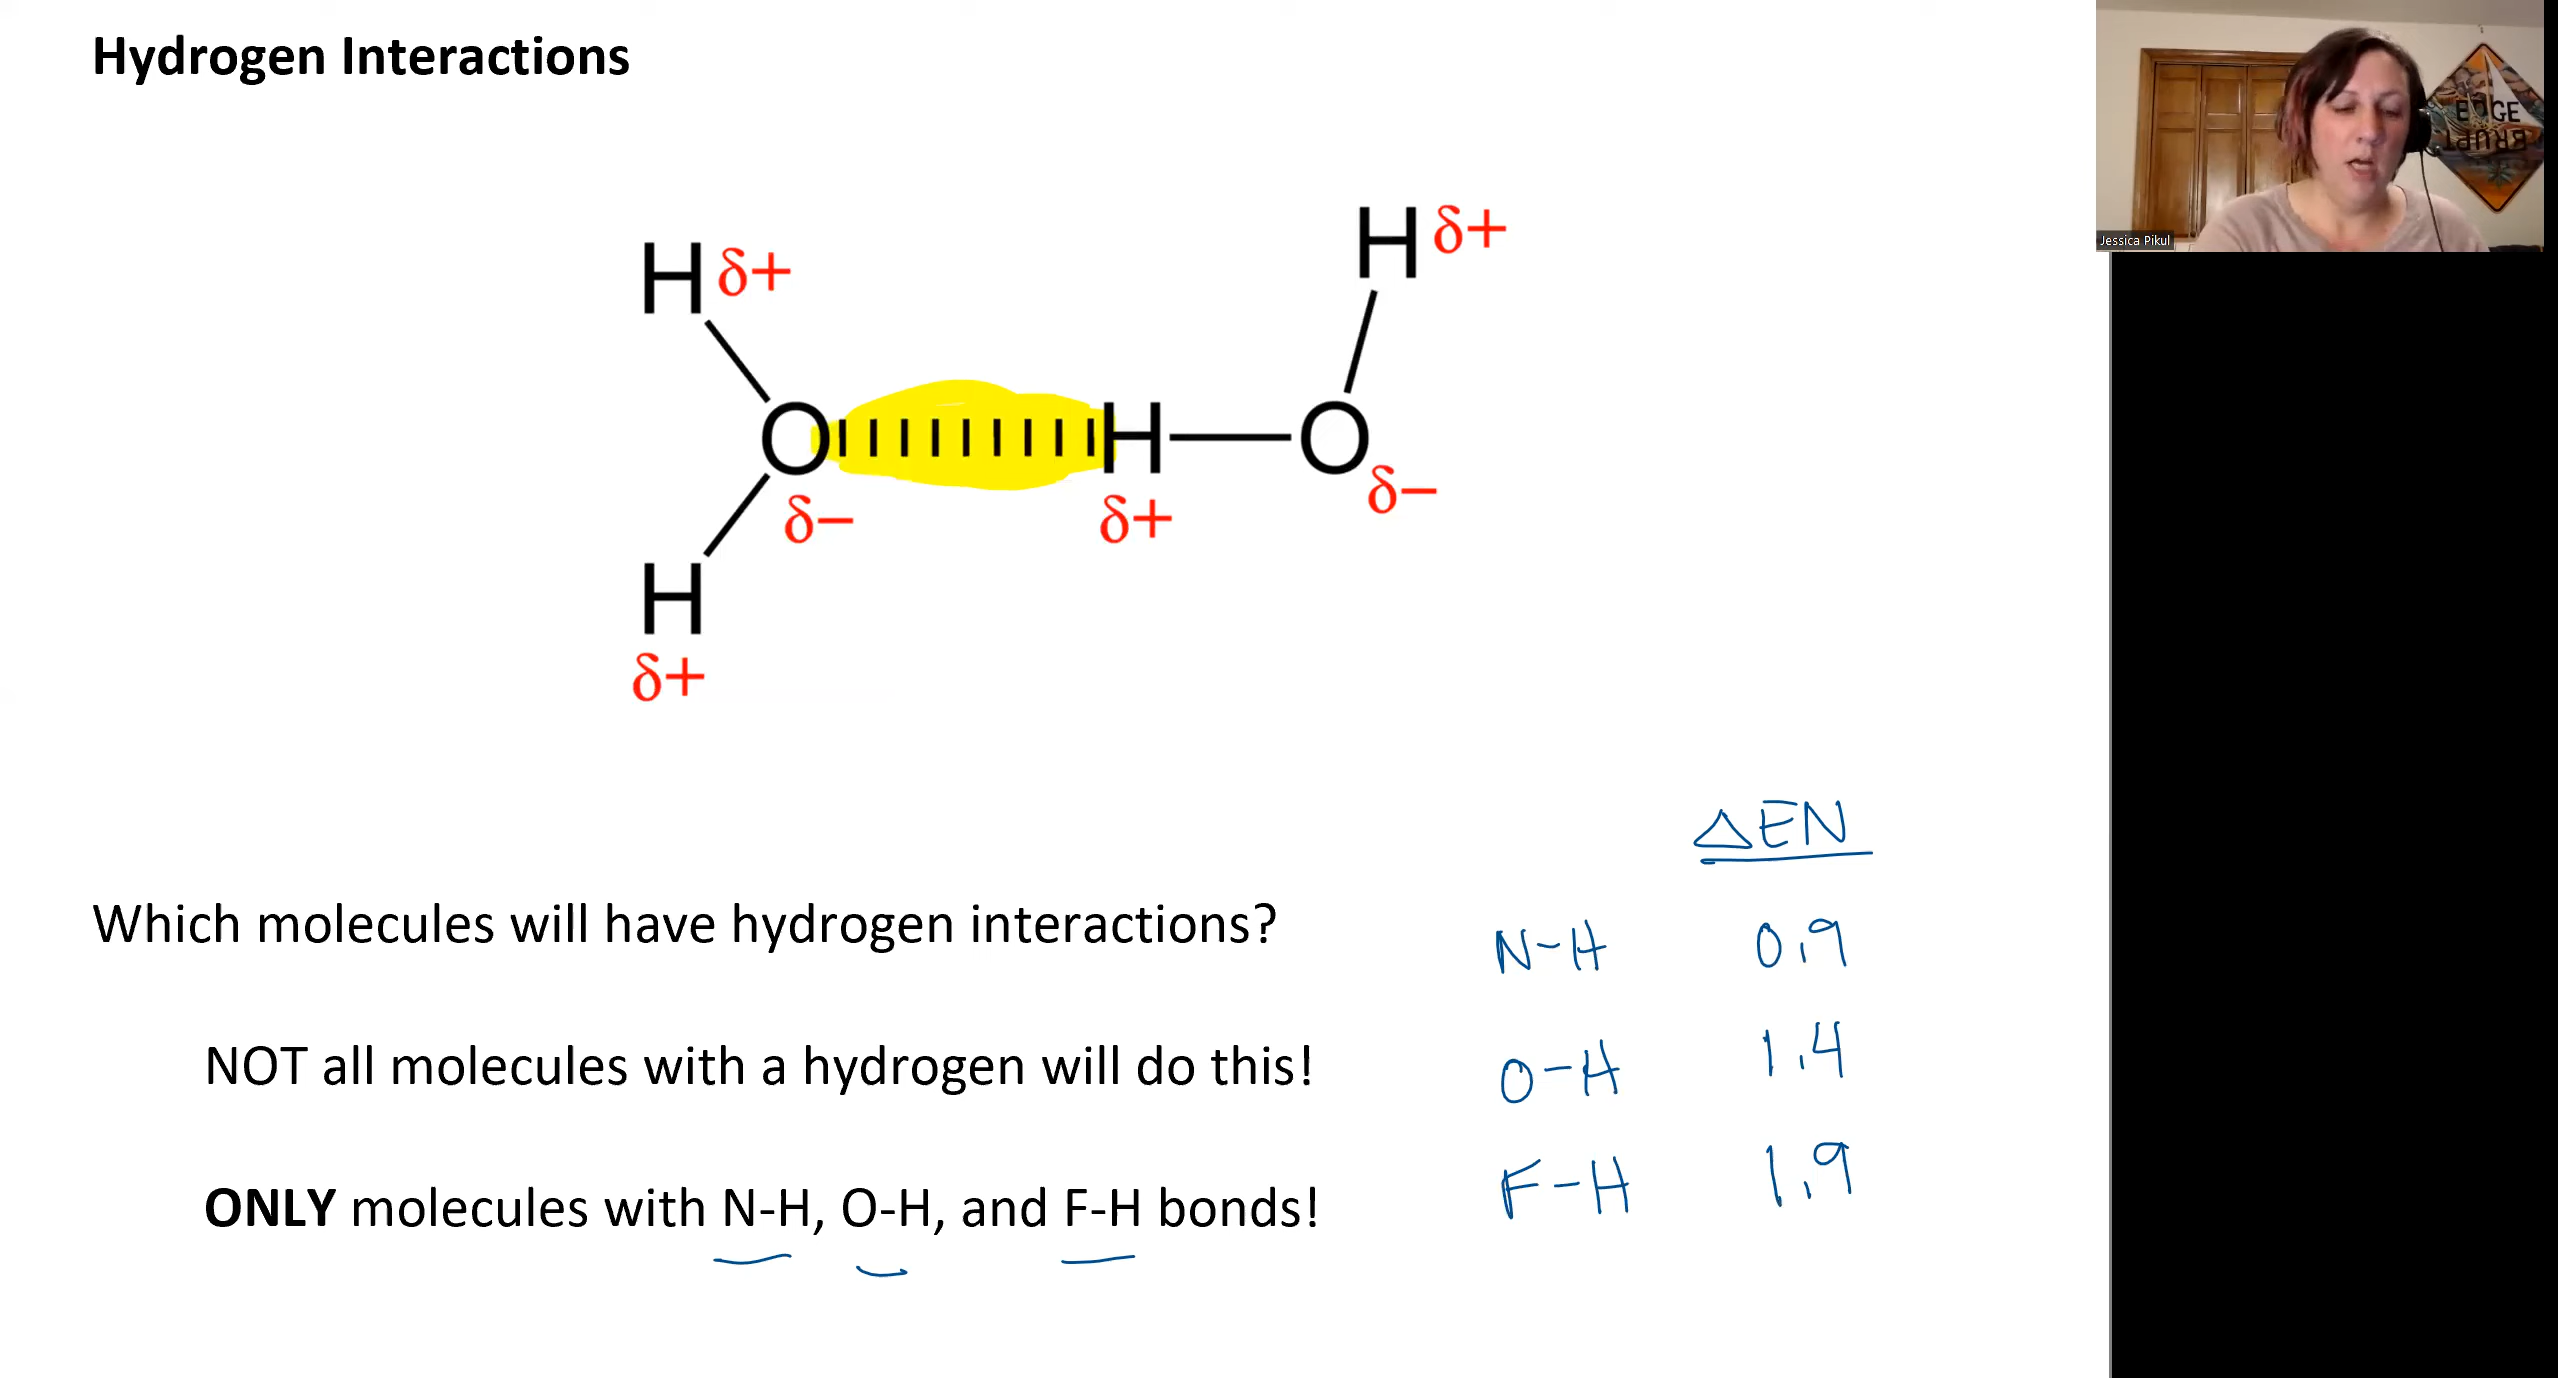 Hydrogen Interactions
EDGE
Jessica Pikul
H δ+
H δ+
O H O
δ− δ+ δ−
H
δ+
ΔEN
Which molecules will have hydrogen interactions?
N-H 0.9
NOT all molecules with a hydrogen will do this!
O-H 1.4
ONLY molecules with N-H, O-H, and F-H bonds!
F-H 1.9